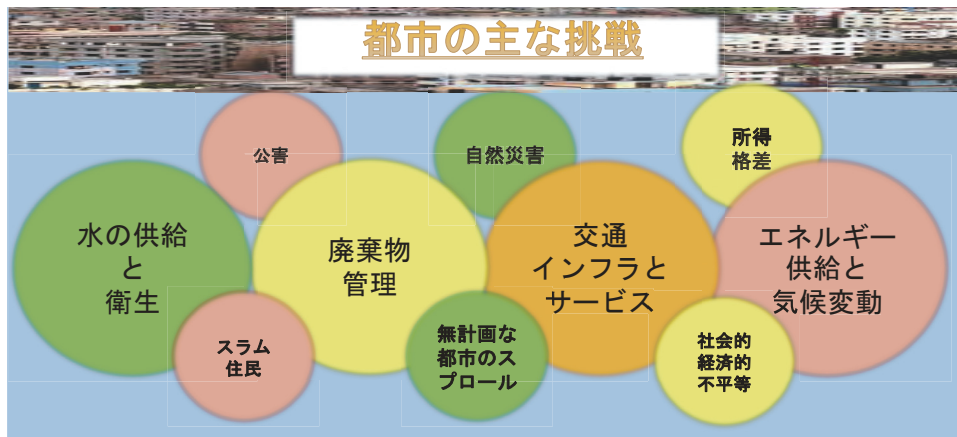 都市の主な挑戦
公害
自然災害
所得
格差
水の供給
と
衛生
廃棄物
管理
交通
インフラと
サービス
エネルギー
供給と
気候変動
スラム
住民
無計画な
都市のス
プロール
社会的
経済的
不平等